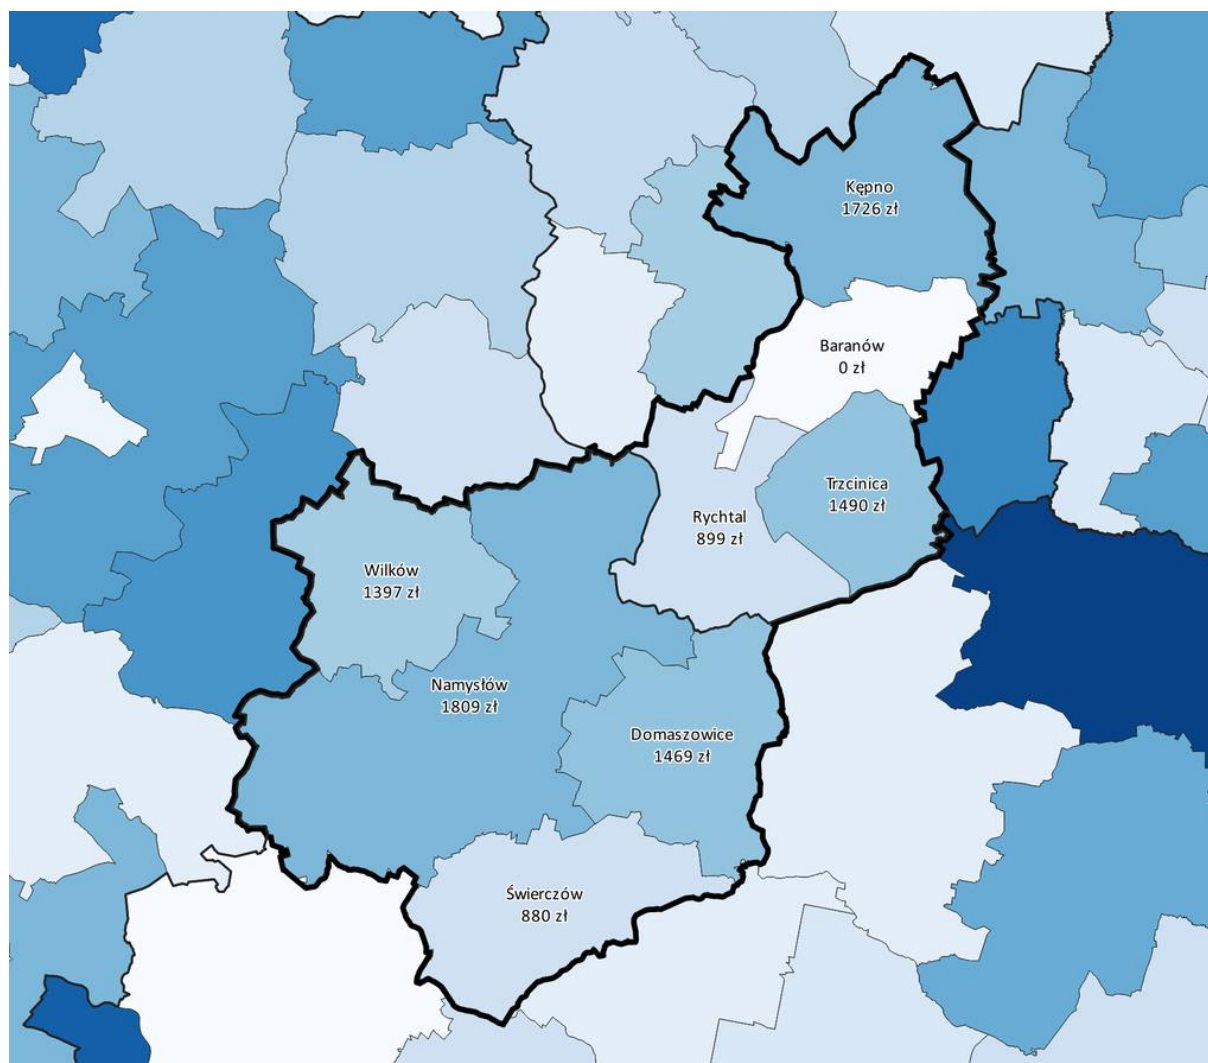 Kępno
1726 zł
Baranów
0 zł
Trzcinica
1490 zł
Rychtal
899 zł
Wilków
1397 zł
Namysłów
1809 zł
Domaszowice
1469 zł
Świerczów
880 zł